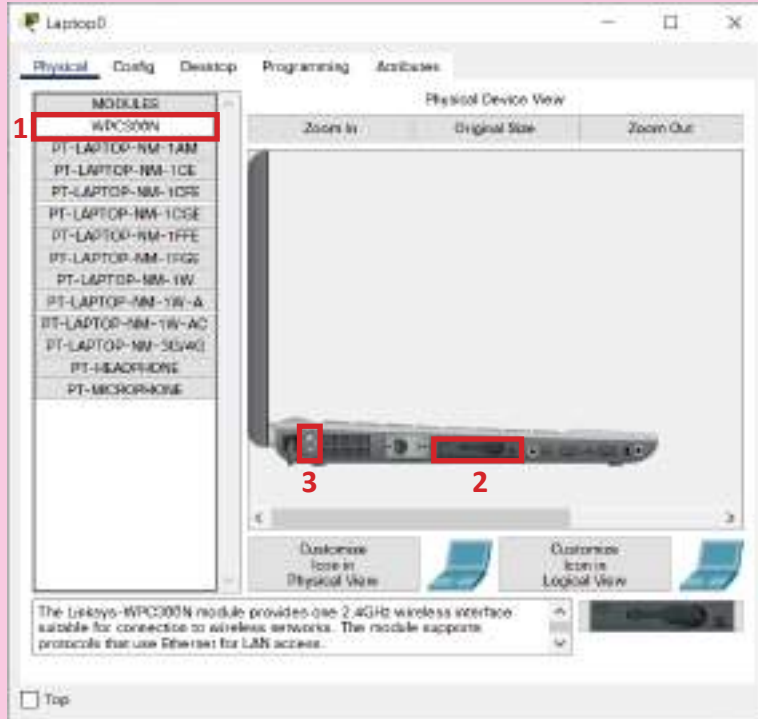 Laptop0
Physical Config Desktop Programming Attributes
MODULES
WPC300N
PT-LAPTOP-NM-1AM
PT-LAPTOP-NM-1CE
PT-LAPTOP-NM-1CFE
PT-LAPTOP-NM-1CGE
PT-LAPTOP-NM-1FFE
PT-LAPTOP-NM-1FGE
PT-LAPTOP-NM-1W
PT-LAPTOP-NM-1W-A
PT-LAPTOP-NM-1W-AC
PT-LAPTOP-NM-3G/4G
PT-HEADPHONE
PT-MICROPHONE
1
Physical Device View
Zoom In Original Size Zoom Out
3 2
Customize
Icon in
Physical View
Customize
Icon in
Logical View
The Linksys-WPC300N module provides one 2.4GHz wireless interface
suitable for connection to wireless networks. The module supports
protocols that use Ethernet for LAN access.
Top